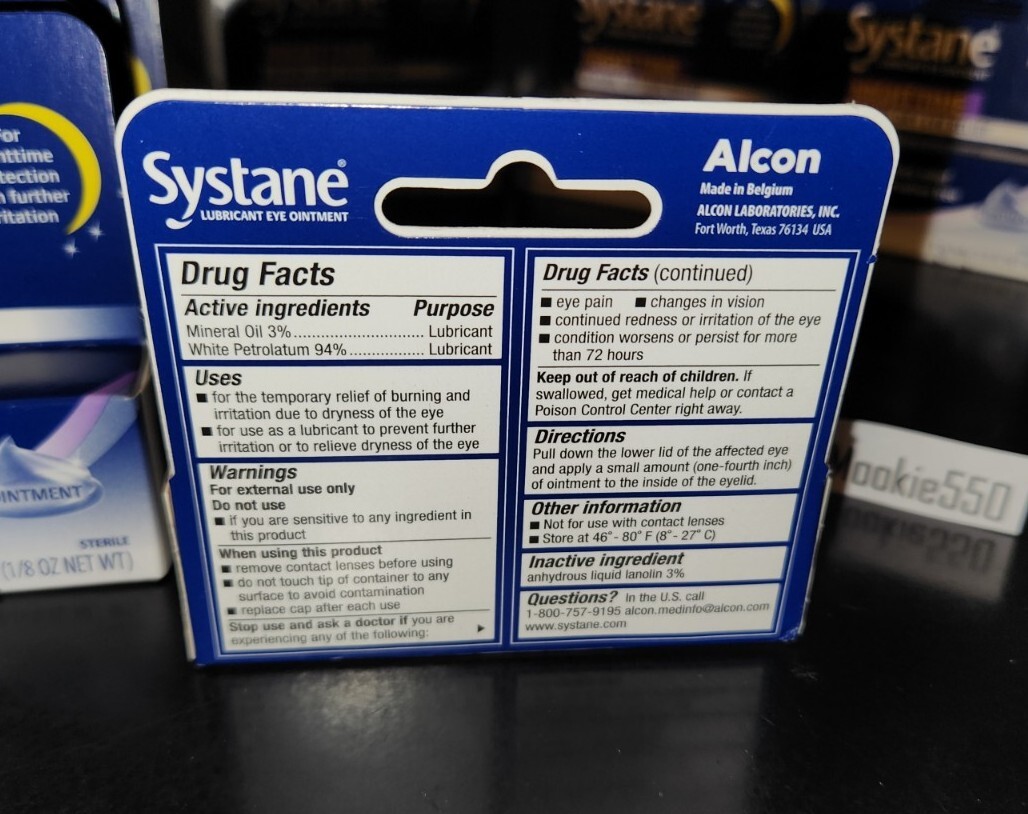 Systane®
LUBRICANT EYE OINTMENT
Alcon
Made in Belgium
ALCON LABORATORIES, INC.
Fort Worth, Texas 76134 USA
Drug Facts
Active ingredients Purpose
Mineral Oil 3%........................... Lubricant
White Petrolatum 94%................ Lubricant
Uses
■ for the temporary relief of burning and
irritation due to dryness of the eye
■ for use as a lubricant to prevent further
irritation or to relieve dryness of the eye
Warnings
For external use only
Do not use
■ if you are sensitive to any ingredient in
this product
When using this product
■ remove contact lenses before using
■ do not touch tip of container to any
surface to avoid contamination
■ replace cap after each use
Stop use and ask a doctor if you are
experiencing any of the following: ▶
Drug Facts (continued)
■ eye pain ■ changes in vision
■ continued redness or irritation of the eye
■ condition worsens or persist for more
than 72 hours
Keep out of reach of children. If
swallowed, get medical help or contact a
Poison Control Center right away.
Directions
Pull down the lower lid of the affected eye
and apply a small amount (one-fourth inch)
of ointment to the inside of the eyelid.
Other information
■ Not for use with contact lenses
■ Store at 46° - 80° F (8° - 27° C)
Inactive ingredient
anhydrous liquid lanolin 3%
Questions? In the U.S. call
1-800-757-9195 alcon.medinfo@alcon.com
www.systane.com
further
STERILE
(1/8 OZ NET WT)
Systane
Systane
ookie550